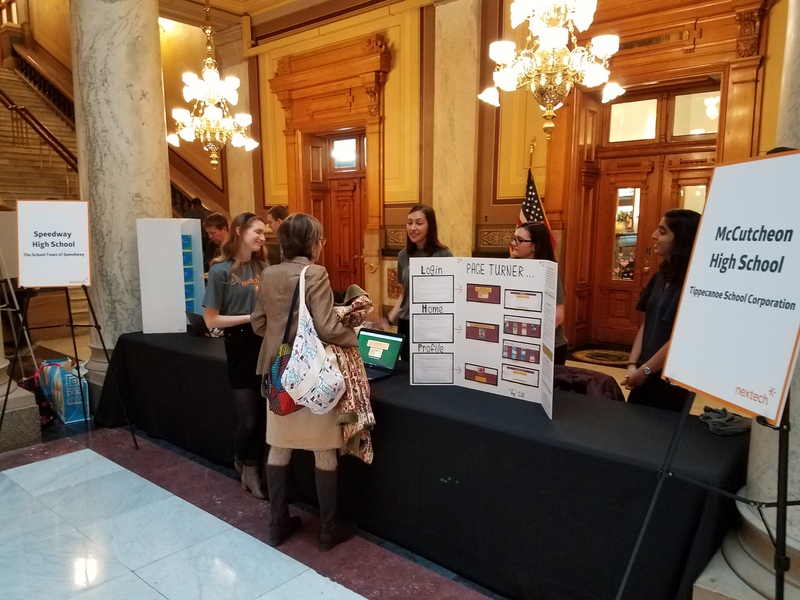 Speedway
High School
The School Town of Speedway
Login
Home
Profile
PAGE TURNER...
McCutcheon
High School
Tippecanoe School Corporation
nextech